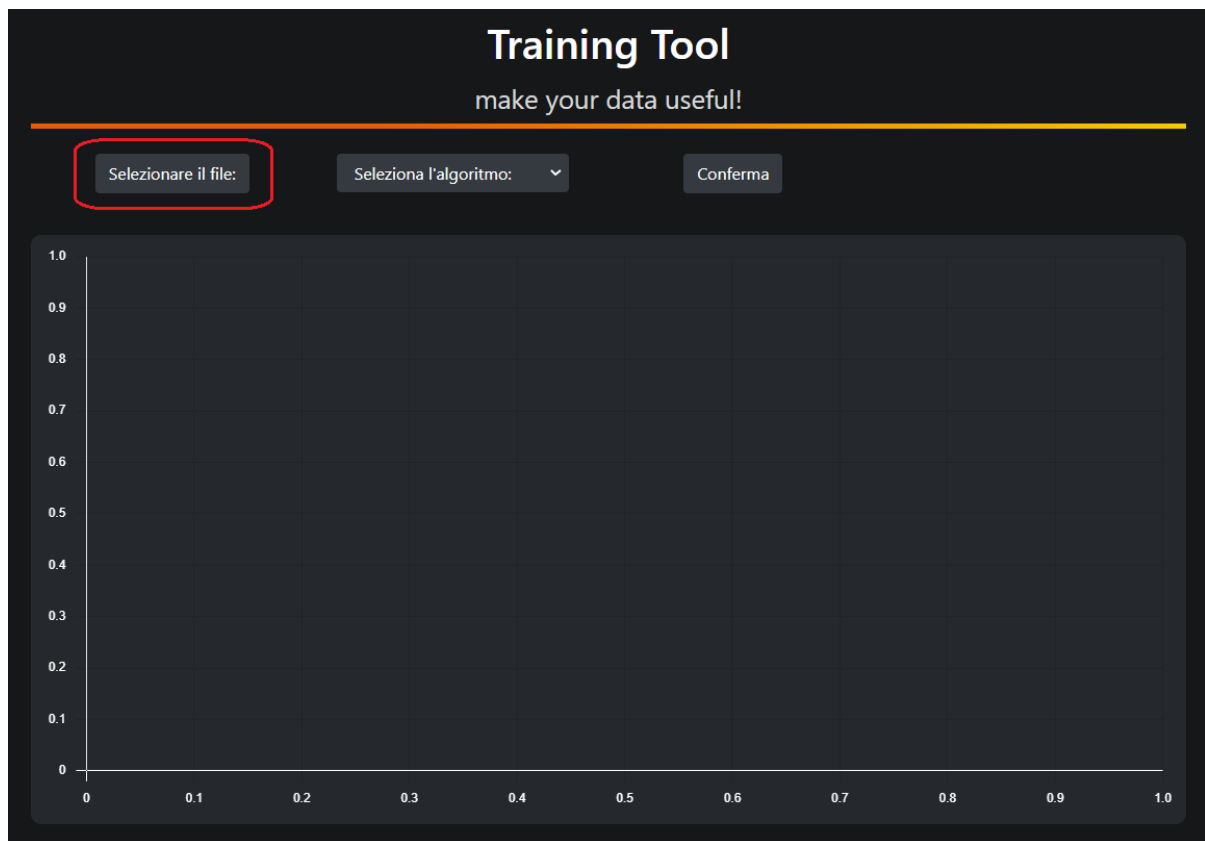 Training Tool
make your data useful!
Selezionare il file: Seleziona l'algoritmo: Conferma
1.0
0.9
0.8
0.7
0.6
0.5
0.4
0.3
0.2
0.1
0
0 0.1 0.2 0.3 0.4 0.5 0.6 0.7 0.8 0.9 1.0